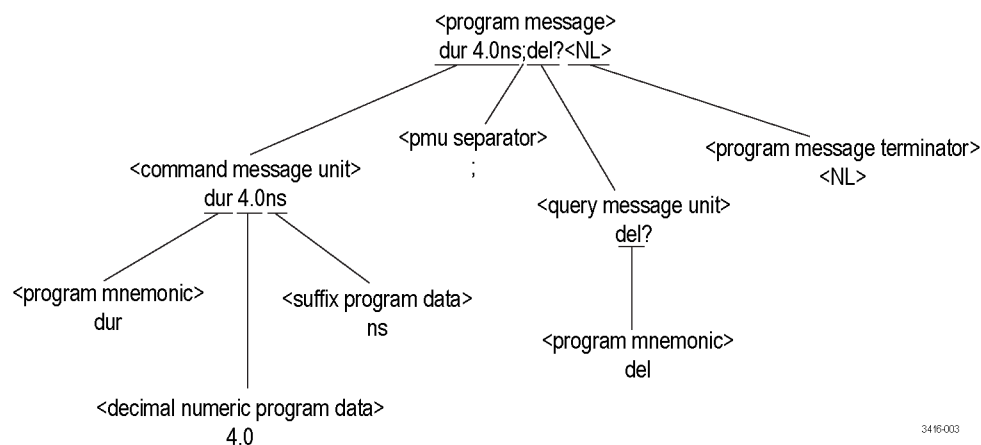 <program message>
dur 4.0ns;del?<NL>
<pmu separator>
;
<program message terminator>
<NL>
<command message unit>
dur 4.0ns
<query message unit>
del?
<program mnemonic>
dur
<suffix program data>
ns
<program mnemonic>
del
<decimal numeric program data>
4.0
3416-003